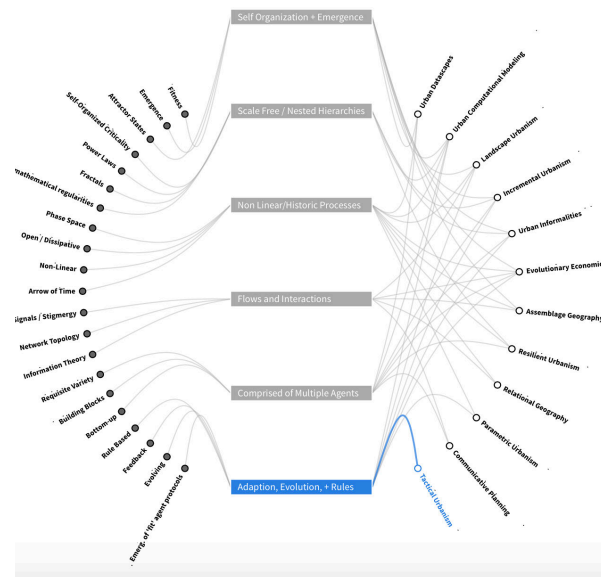 Self Organization + Emergence
Scale Free / Nested Hierarchies
Non Linear/Historic Processes
Flows and Interactions
Comprised of Multiple Agents
Adaption, Evolution, + Rules
Fitness
Emergence
Attractor States
Self Organized Criticality
Power Laws
Fractals
mathematical regularities
Phase Space
Open / Dissipative
Non-Linear
Arrow of Time
signals / Stigmergy
Network Topology
Information Theory
Requisite Variety
Building Blocks
Bottom-up
Rule Based
Feedback
Evolving
Emerg. of 'fit' agent protocols
Urban Datascapes
Urban Computational Modeling
Landscape Urbanism
Incremental Urbanism
Urban Informalities
Evolutionary Economic
Assemblage Geography
Resilient Urbanism
Relational Geography
Parametric Urbanism
Communicative Planning
Tactical Urbanism